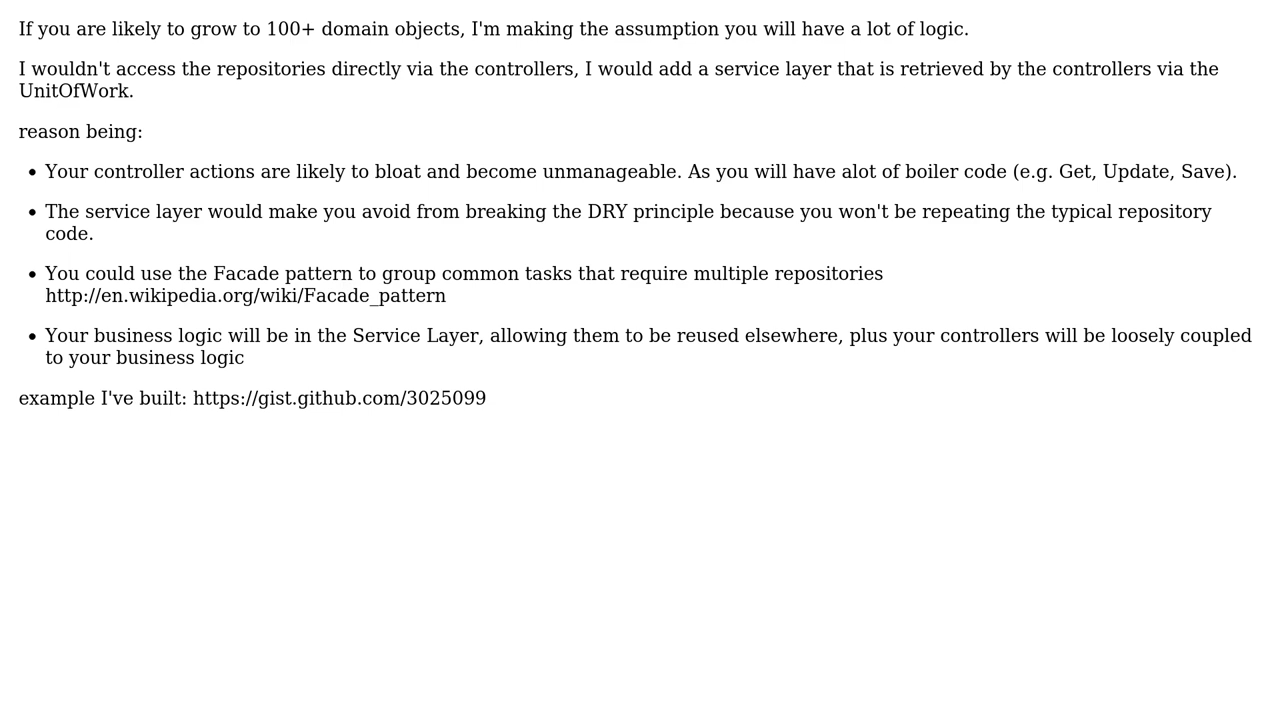 If you are likely to grow to 100+ domain objects, I'm making the assumption you will have a lot of logic.
I wouldn't access the repositories directly via the controllers, I would add a service layer that is retrieved by the controllers via the
UnitOfWork.
reason being:
• Your controller actions are likely to bloat and become unmanageable. As you will have alot of boiler code (e.g. Get, Update, Save).
• The service layer would make you avoid from breaking the DRY principle because you won't be repeating the typical repository
code.
• You could use the Facade pattern to group common tasks that require multiple repositories
http://en.wikipedia.org/wiki/Facade_pattern
• Your business logic will be in the Service Layer, allowing them to be reused elsewhere, plus your controllers will be loosely coupled
to your business logic
example I've built: https://gist.github.com/3025099